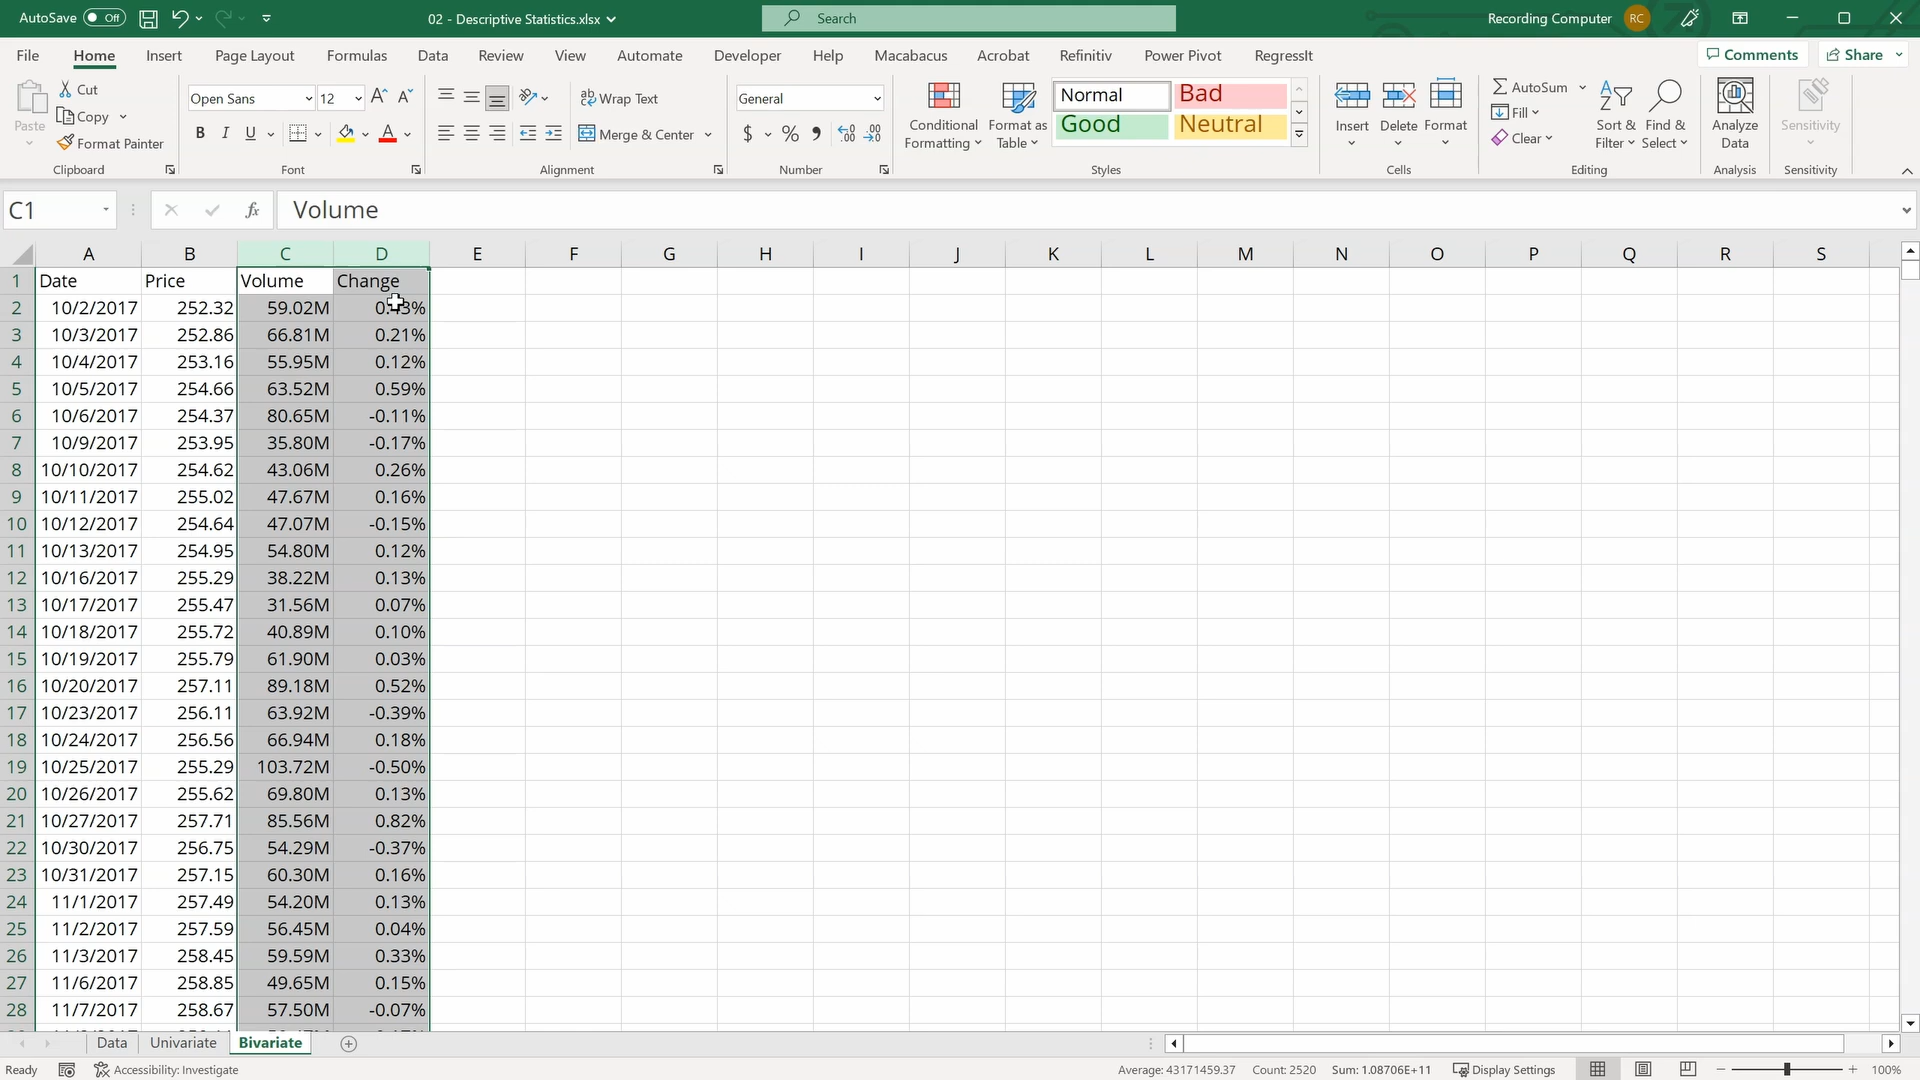 AutoSave Off 02 - Descriptive Statistics.xlsx Search Recording Computer RC
File Home Insert Page Layout Formulas Data Review View Automate Developer Help Macabacus Acrobat Refinitiv Power Pivot RegressIt Comments Share
Paste Cut Copy Format Painter Clipboard
Open Sans 12 B I U A Font
Wrap Text Merge & Center Alignment
General $ % Number
Conditional Formatting Format as Table Normal Bad Good Neutral Styles
Insert Delete Format Cells
AutoSum Fill Clear Sort & Filter Find & Select Editing
Analyze Data Analysis
Sensitivity Sensitivity
C1 fx Volume
A B C D E F G H I J K L M N O P Q R S
1 Date Price Volume Change
2 10/2/2017 252.32 59.02M
3 10/3/2017 252.86 66.81M 0.21%
4 10/4/2017 253.16 55.95M 0.12%
5 10/5/2017 254.66 63.52M 0.59%
6 10/6/2017 254.37 80.65M -0.11%
7 10/9/2017 253.95 35.80M -0.17%
8 10/10/2017 254.62 43.06M 0.26%
9 10/11/2017 255.02 47.67M 0.16%
10 10/12/2017 254.64 47.07M -0.15%
11 10/13/2017 254.95 54.80M 0.12%
12 10/16/2017 255.29 38.22M 0.13%
13 10/17/2017 255.47 31.56M 0.07%
14 10/18/2017 255.72 40.89M 0.10%
15 10/19/2017 255.79 61.90M 0.03%
16 10/20/2017 257.11 89.18M 0.52%
17 10/23/2017 256.11 63.92M -0.39%
18 10/24/2017 256.56 66.94M 0.18%
19 10/25/2017 255.29 103.72M -0.50%
20 10/26/2017 255.62 69.80M 0.13%
21 10/27/2017 257.71 85.56M 0.82%
22 10/30/2017 256.75 54.29M -0.37%
23 10/31/2017 257.15 60.30M 0.16%
24 11/1/2017 257.49 54.20M 0.13%
25 11/2/2017 257.59 56.45M 0.04%
26 11/3/2017 258.45 59.59M 0.33%
27 11/6/2017 258.85 49.65M 0.15%
28 11/7/2017 258.67 57.50M -0.07%
Data Univariate Bivariate
Ready Accessibility: Investigate Average: 43171459.37 Count: 2520 Sum: 1.08706E+11 Display Settings 100%